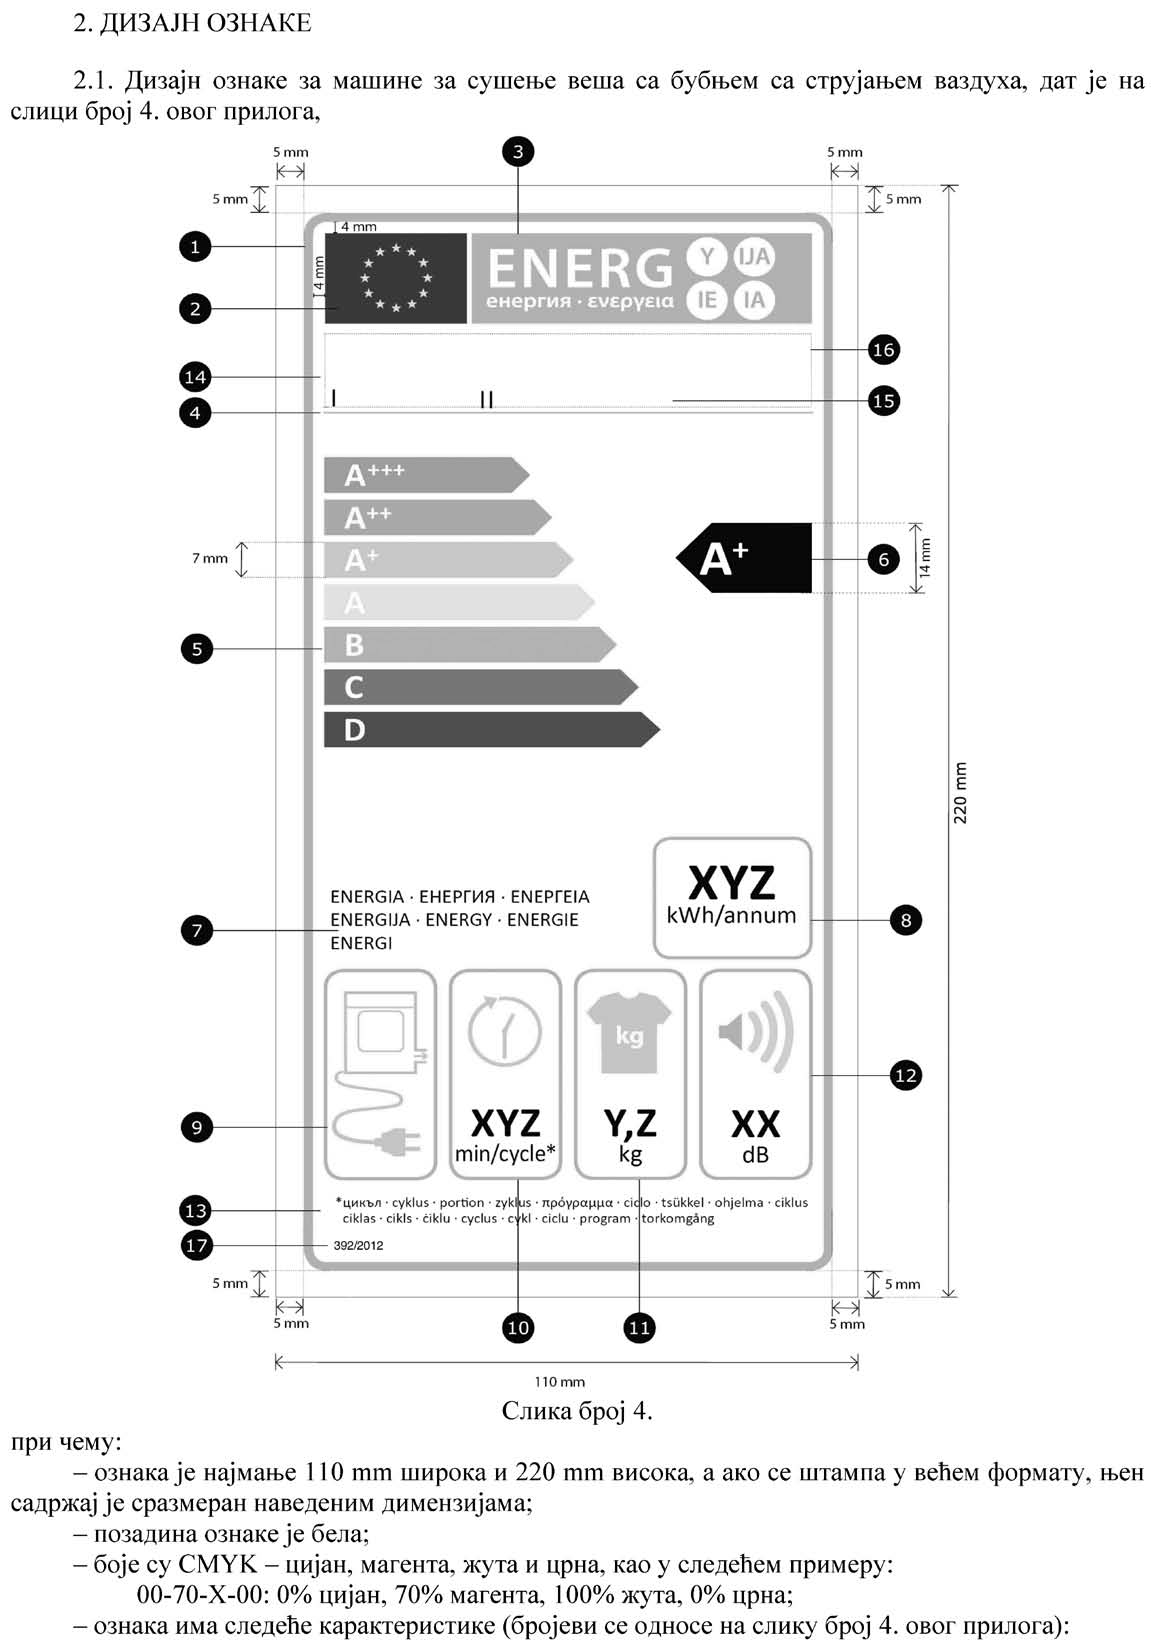 2. ДИЗАЈН ОЗНАКЕ
2.1. Дизајн ознаке за машине за сушење веша са бубњем са струјањем ваздуха, дат је на
слици број 4. овог прилога,
5 mm
3
5 mm
5 mm
5 mm
4 mm
1
4 mm
2
ENERG
енергия · ενεργεια
Y IJA
IE IA
16
14
I II
15
4
A+++
A++
7 mm
A+
A+
6
14 mm
A
5
B
C
D
220 mm
XYZ
kWh/annum
8
ENERGIA · ЕНЕРГИЯ · ΕΝΕΡΓΕΙΑ
ENERGIJA · ENERGY · ENERGIE
ENERGI
7
kg
12
9
XYZ
min/cycle*
Y,Z
kg
XX
dB
13
*цикъл · cyklus · portion · zyklus · πρόγραμμα · ciclo · tsükkel · ohjelma · ciklus
ciklas · cikls · ċiklu · cyclus · cykl · ciclu · program · torkomgång
17
392/2012
5 mm
5 mm
5 mm
10
11
5 mm
110 mm
Слика број 4.
при чему:
– ознака је најмање 110 mm широка и 220 mm висока, а ако се штампа у већем формату, њен
садржај је сразмеран наведеним димензијама;
– позадина ознаке је бела;
– боје су CMYK – цијан, магента, жута и црна, као у следећем примеру:
00-70-X-00: 0% цијан, 70% магента, 100% жута, 0% црна;
– ознака има следеће карактеристике (бројеви се односе на слику број 4. овог прилога):